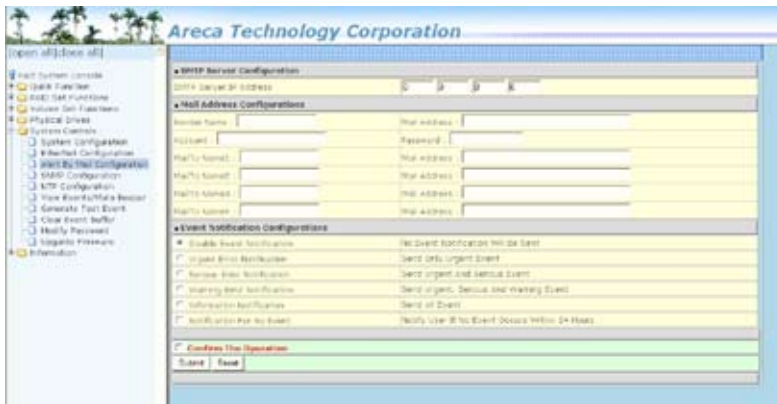 Areca Technology Corporation
|open all|close all|
Raid System Console
Quick Function
RAID Set Functions
Volume Set Functions
Physical Drives
System Controls
System Configuration
EtherNet Configuration
Alert By Mail Configuration
SNMP Configuration
NTP Configuration
View Events/Mute Beeper
Generate Test Event
Clear Event Buffer
Modify Password
Upgrade Firmware
Information
SMTP Server Configuration
SMTP Server IP Address
0 0 0 0
Mail Address Configurations
Sender Name : Mail Address :
Account : Password :
MailTo Name1 : Mail Address :
MailTo Name2 : Mail Address :
MailTo Name3 : Mail Address :
MailTo Name4 : Mail Address :
Event Notification Configurations
Disable Event Notification No Event Notification Will Be Sent
Urgent Error Notification Send Only Urgent Event
Serious Error Notification Send Urgent And Serious Event
Warning Error Notification Send Urgent, Serious And Warning Event
Information Notification Send All Event
Notification For No Event Notify User If No Event Occurs Within 24 Hours
Confirm The Operation
Submit Reset